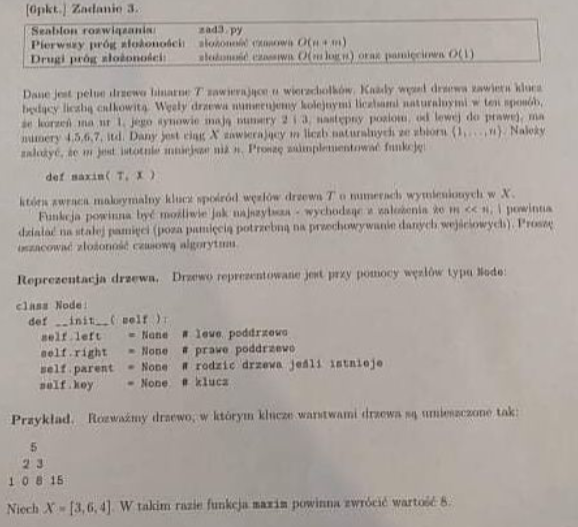 [6pkt.] Zadanie 3.
Szablon rozwiązania: zad3.py
Pierwszy próg złożoności: złożoność czasowa O(n + m)
Drugi próg złożoności: złożoność czasowa O(m log n) oraz pamięciowa O(1)
Dane jest pełne drzewo binarne T zawierające n wierzchołków. Każdy węzeł drzewa zawiera klucz
będący liczbą całkowitą. Węzły drzewa numerujemy kolejnymi liczbami naturalnymi w ten sposób,
że korzeń ma nr 1, jego synowie mają numery 2 i 3, następny poziom, od lewej do prawej, ma
numery 4,5,6,7, itd. Dany jest ciąg X zawierający m liczb naturalnych ze zbioru {1, . . . , n}. Należy
założyć, że m jest istotnie mniejsze niż n. Proszę zaimplementować funkcję:
def maxim( T, X )
która zwraca maksymalny klucz spośród węzłów drzewa T o numerach wymienionych w X.
Funkcja powinna być możliwie jak najszybsza - wychodząc z założenia że m << n, i powinna
działać na stałej pamięci (poza pamięcią potrzebną na przechowywanie danych wejściowych). Proszę
oszacować złożoność czasową algorytmu.
Reprezentacja drzewa. Drzewo reprezentowane jest przy pomocy węzłów typu Node:
class Node:
def __init__( self ):
self.left = None # lewe poddrzewo
self.right = None # prawe poddrzewo
self.parent = None # rodzic drzewa jeśli istnieje
self.key = None # klucz
Przykład. Rozważmy drzewo, w którym klucze warstwami drzewa są umieszczone tak:
5
2 3
1 0 8 15
Niech X = [3, 6, 4]. W takim razie funkcja maxim powinna zwrócić wartość 8.